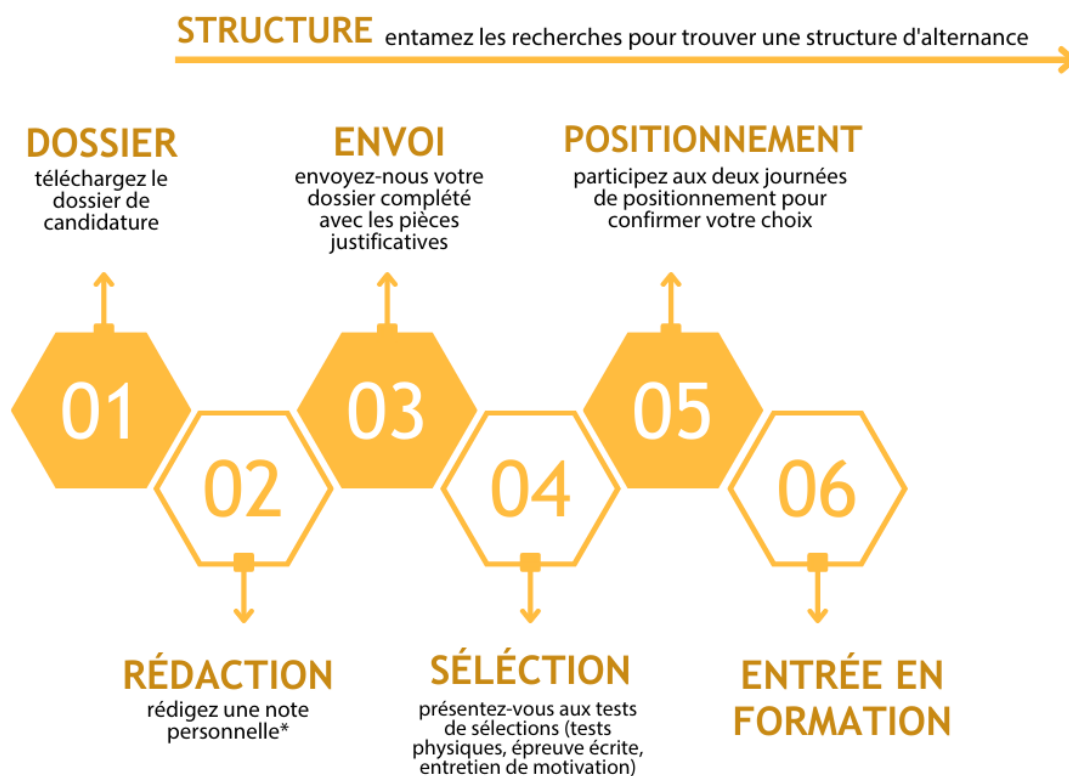 STRUCTURE entamez les recherches pour trouver une structure d'alternance
DOSSIER
téléchargez le
dossier de
candidature
ENVOI
envoyez-nous votre
dossier complété
avec les pièces
justificatives
POSITIONNEMENT
participez aux deux journées
de positionnement pour
confirmer votre choix
01
02
03
04
05
06
RÉDACTION
rédigez une note
personnelle*
SÉLÉCTION
présentez-vous aux tests
de sélections (tests
physiques, épreuve écrite,
entretien de motivation)
ENTRÉE EN
FORMATION